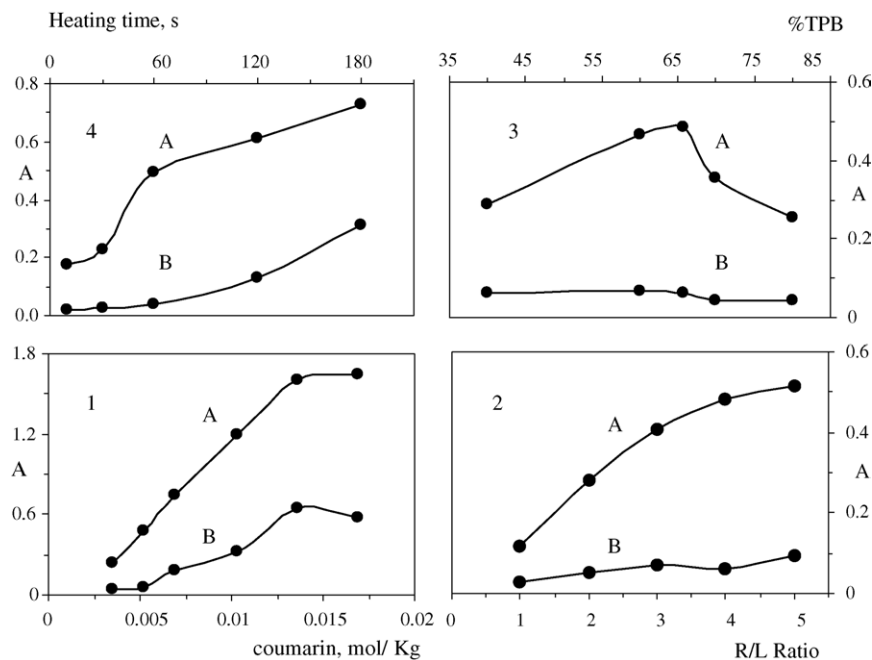 Heating time, s
%TPB
0 60 120 180
35 45 55 65 75 85
0.8
0.6
0.4
0.2
0.0
A
4
A
B
3
A
B
0.6
0.4
0.2
0
A
1.8
1.2
0.6
0
A
1
A
B
2
A
B
0.6
0.4
0.2
0
A
0 0.005 0.01 0.015 0.02
0 1 2 3 4 5
coumarin, mol/ Kg
R/L Ratio